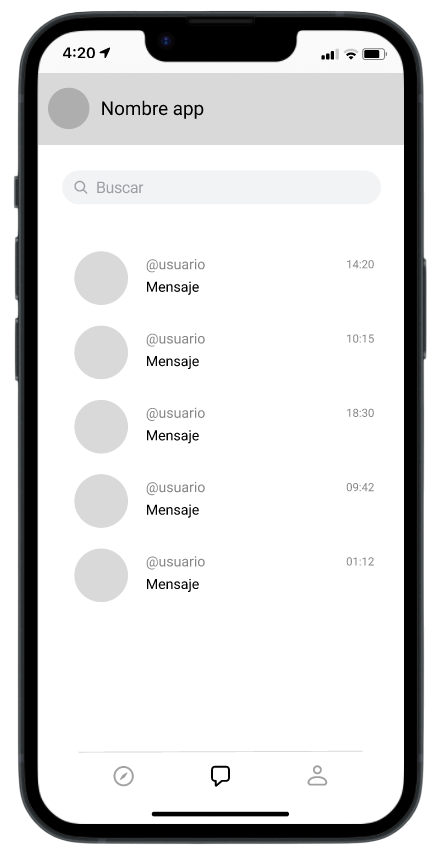 4:20
Nombre app
Buscar
@usuario 14:20
Mensaje
@usuario 10:15
Mensaje
@usuario 18:30
Mensaje
@usuario 09:42
Mensaje
@usuario 01:12
Mensaje